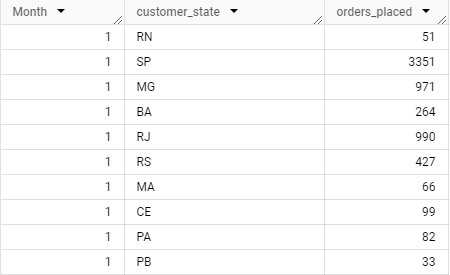 Month customer_state orders_placed
1 RN 51
1 SP 3351
1 MG 971
1 BA 264
1 RJ 990
1 RS 427
1 MA 66
1 CE 99
1 PA 82
1 PB 33